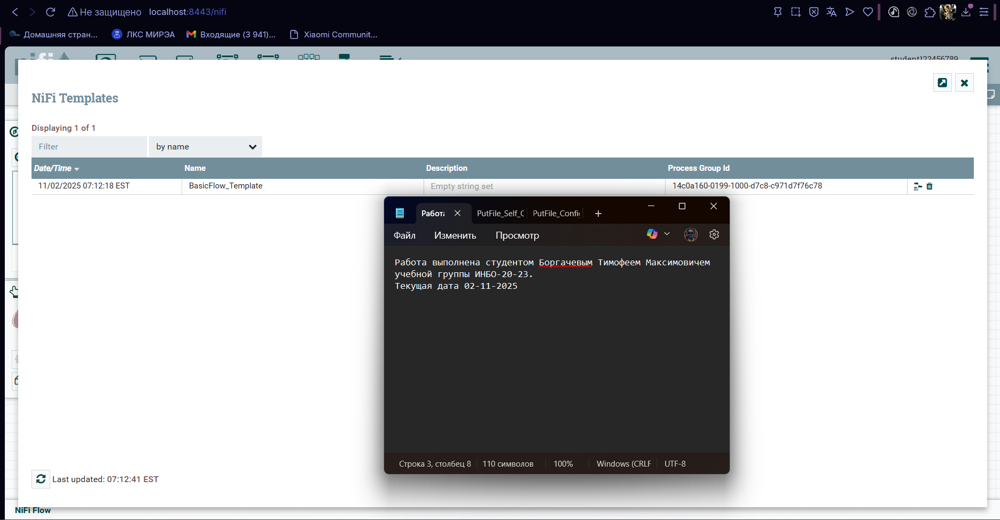 Не защищено localhost:8443/nifi
Домашняя стран... ЛКС МИРЭА Входящие (3 941)... Xiaomi Communit...
nifi student123456789
NiFi Templates
Displaying 1 of 1
Filter by name
Date/Time Name Description Process Group Id
11/02/2025 07:12:18 EST BasicFlow_Template Empty string set 14c0a160-0199-1000-d7c8-c971d7f76c78
Работа PutFile_Self_C PutFile_Config
Файл Изменить Просмотр
Работа выполнена студентом Боргачевым Тимофеем Максимовичем
учебной группы ИНБО-20-23.
Текущая дата 02-11-2025
Строка 3, столбец 8 110 символов 100% Windows (CRLF UTF-8
Last updated: 07:12:41 EST
NiFi Flow